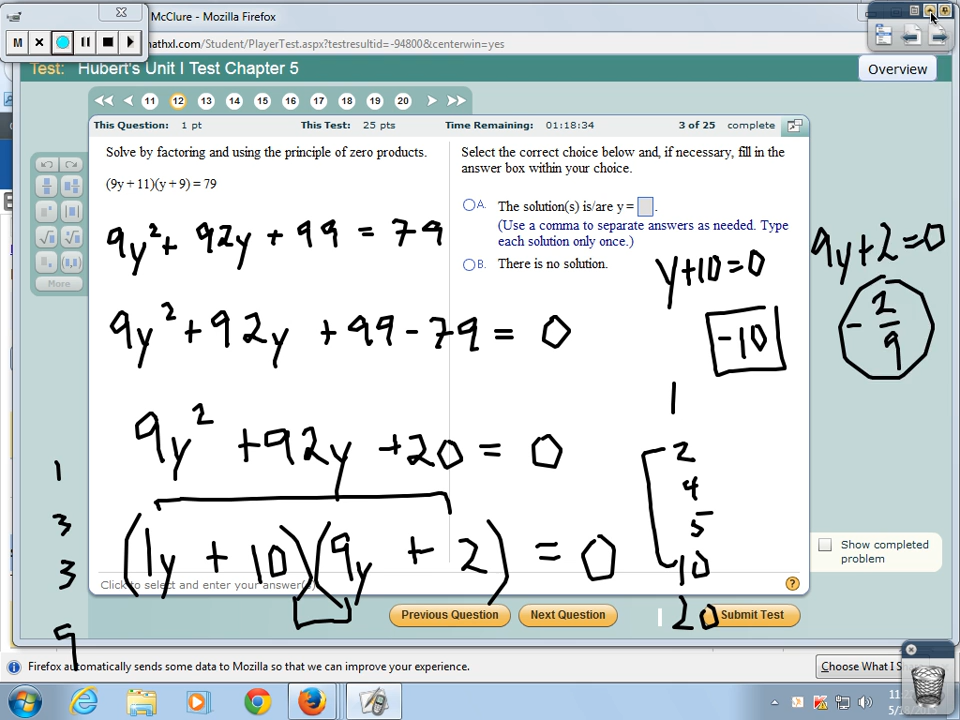 McClure - Mozilla Firefox
M
mathxl.com/Student/PlayerTest.aspx?testresultid=-94800&centerwin=yes
Test: Hubert's Unit I Test Chapter 5
Overview
11 12 13 14 15 16 17 18 19 20
This Question: 1 pt This Test: 25 pts Time Remaining: 01:18:34 3 of 25 complete
Solve by factoring and using the principle of zero products.
(9y + 11)(y + 9) = 79
Select the correct choice below and, if necessary, fill in the
answer box within your choice.
A. The solution(s) is/are y = .
(Use a comma to separate answers as needed. Type
each solution only once.)
B. There is no solution.
More
9y² + 92y + 99 = 79
y+10=0
-10
9y+2=0
- 2/9
9y² + 92y + 99 - 79 = 0
9y² + 92y + 20 = 0
(1y + 10)(9y + 2) = 0
1
3
3
9
1
2
4
5
10
20
Show completed
problem
Click to select and enter your answer(s)
?
Previous Question
Next Question
Submit Test
Firefox automatically sends some data to Mozilla so that we can improve your experience.
Choose What I